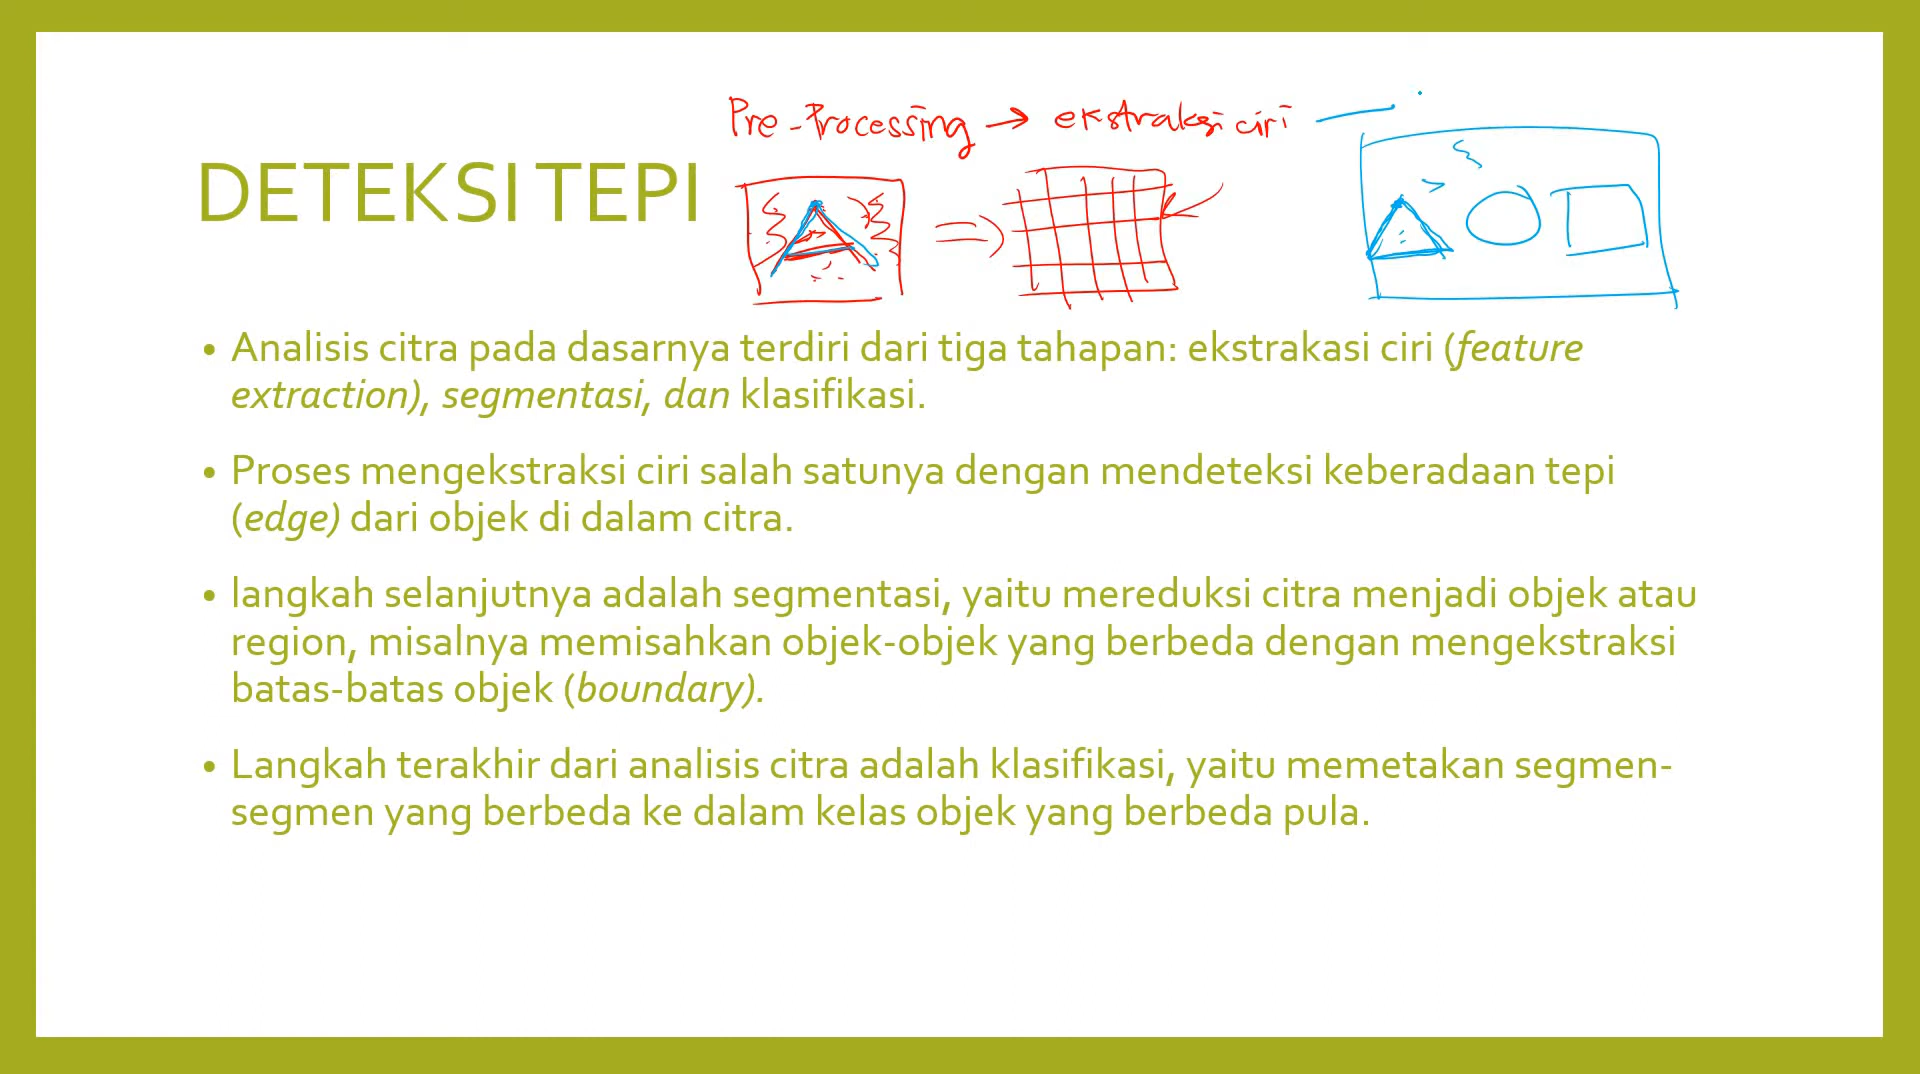 Pre-Processing → ekstraksi ciri
DETEKSI TEPI
• Analisis citra pada dasarnya terdiri dari tiga tahapan: ekstrakasi ciri (feature
extraction), segmentasi, dan klasifikasi.
• Proses mengekstraksi ciri salah satunya dengan mendeteksi keberadaan tepi
(edge) dari objek di dalam citra.
• langkah selanjutnya adalah segmentasi, yaitu mereduksi citra menjadi objek atau
region, misalnya memisahkan objek-objek yang berbeda dengan mengekstraksi
batas-batas objek (boundary).
• Langkah terakhir dari analisis citra adalah klasifikasi, yaitu memetakan segmen-
segmen yang berbeda ke dalam kelas objek yang berbeda pula.